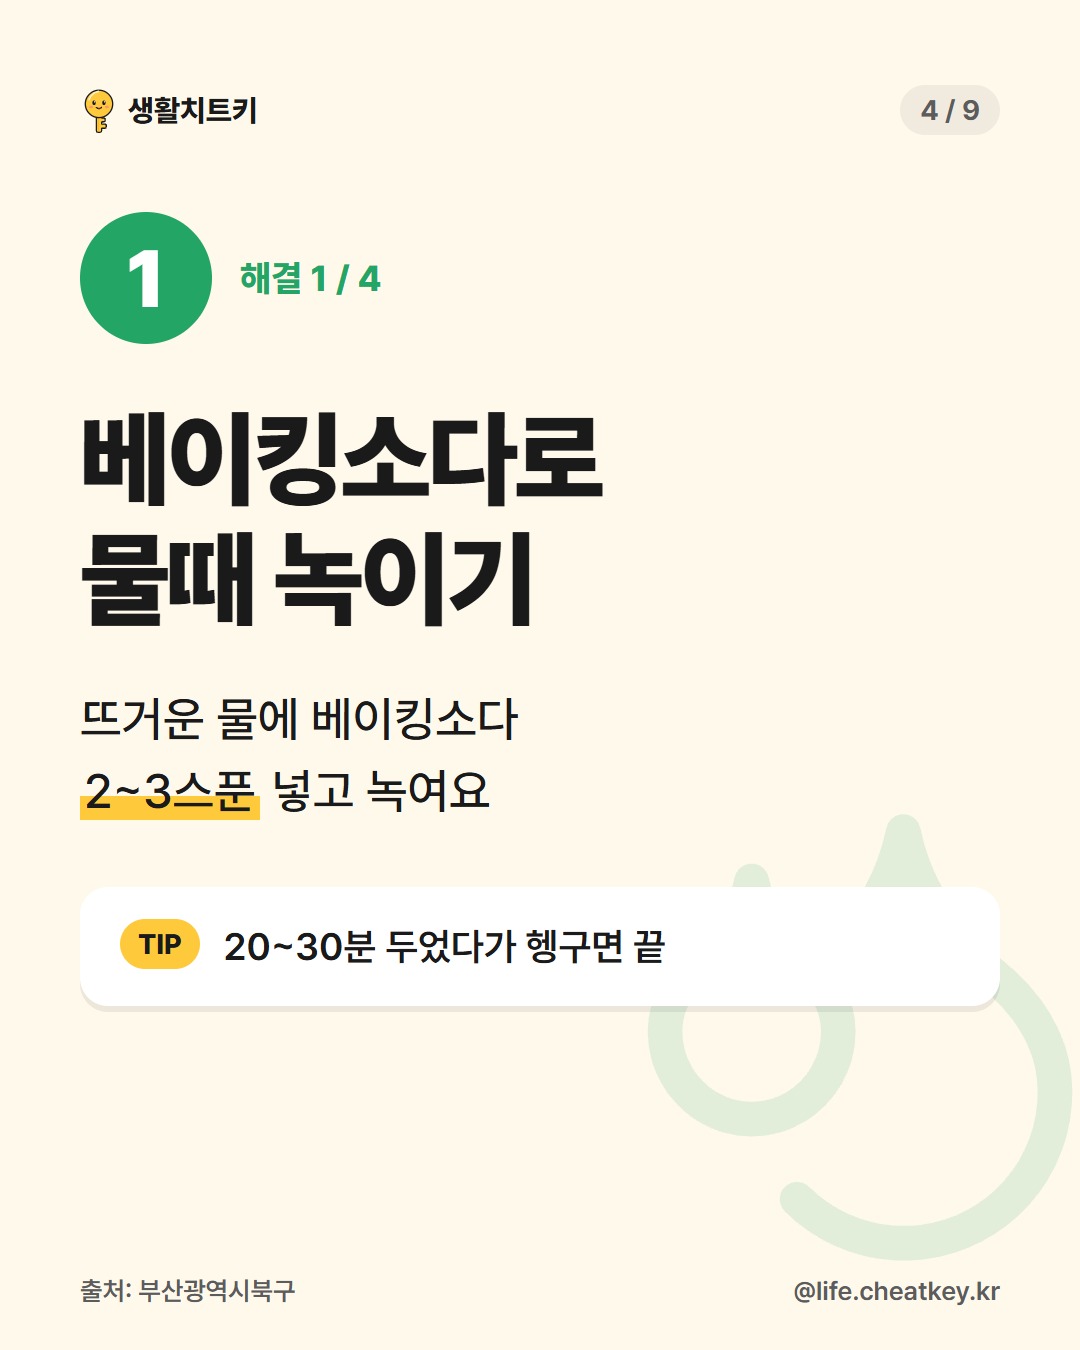 생활치트키
4 / 9
1
해결 1 / 4
베이킹소다로
물때 녹이기
뜨거운 물에 베이킹소다
2~3스푼 넣고 녹여요
TIP 20~30분 두었다가 헹구면 끝
출처: 부산광역시북구
@life.cheatkey.kr